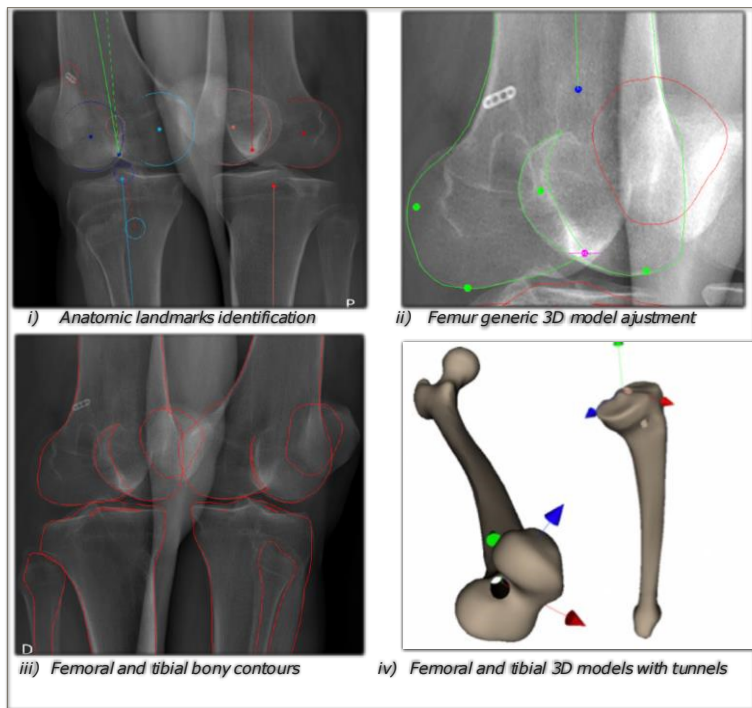 P
i) Anatomic landmarks identification
ii) Femur generic 3D model ajustment
D
iii) Femoral and tibial bony contours
iv) Femoral and tibial 3D models with tunnels